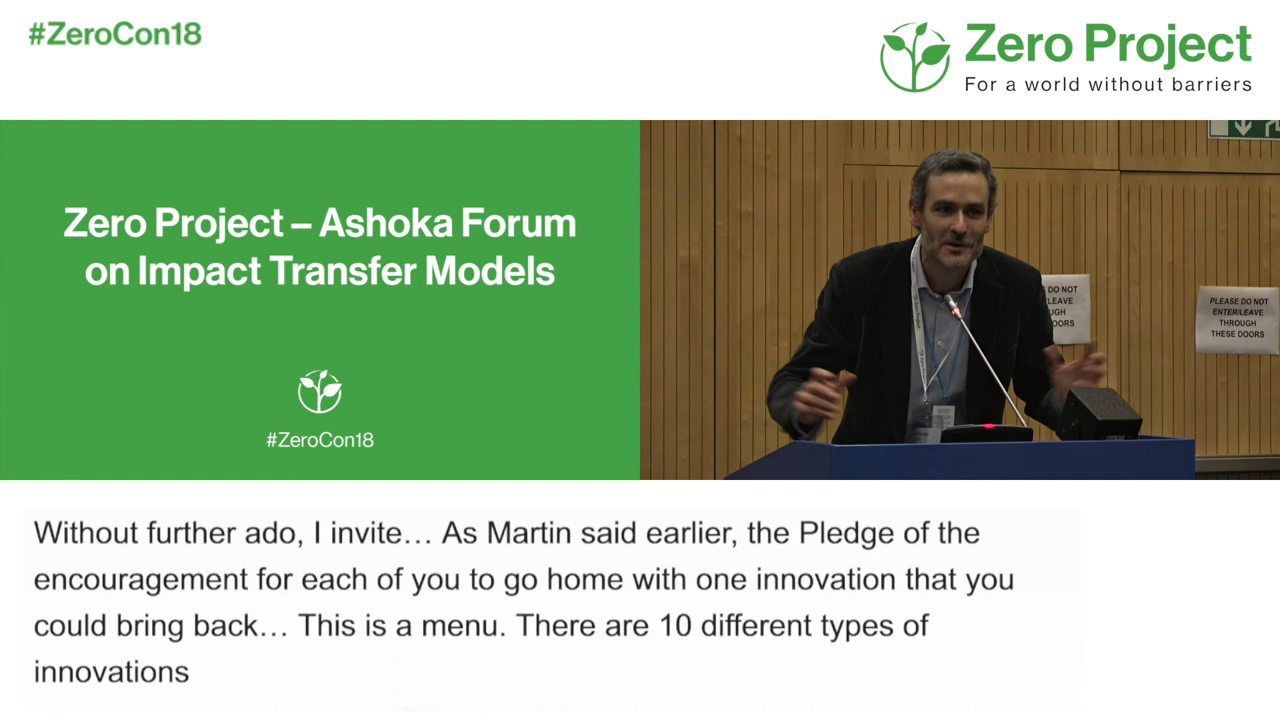 #ZeroCon18
Zero Project
For a world without barriers
Zero Project – Ashoka Forum
on Impact Transfer Models
#ZeroCon18
DO NOT
LEAVE
UGH
OORS
PLEASE DO NOT
ENTER/LEAVE
THROUGH
THESE DOORS
Without further ado, I invite… As Martin said earlier, the Pledge of the
encouragement for each of you to go home with one innovation that you
could bring back… This is a menu. There are 10 different types of
innovations